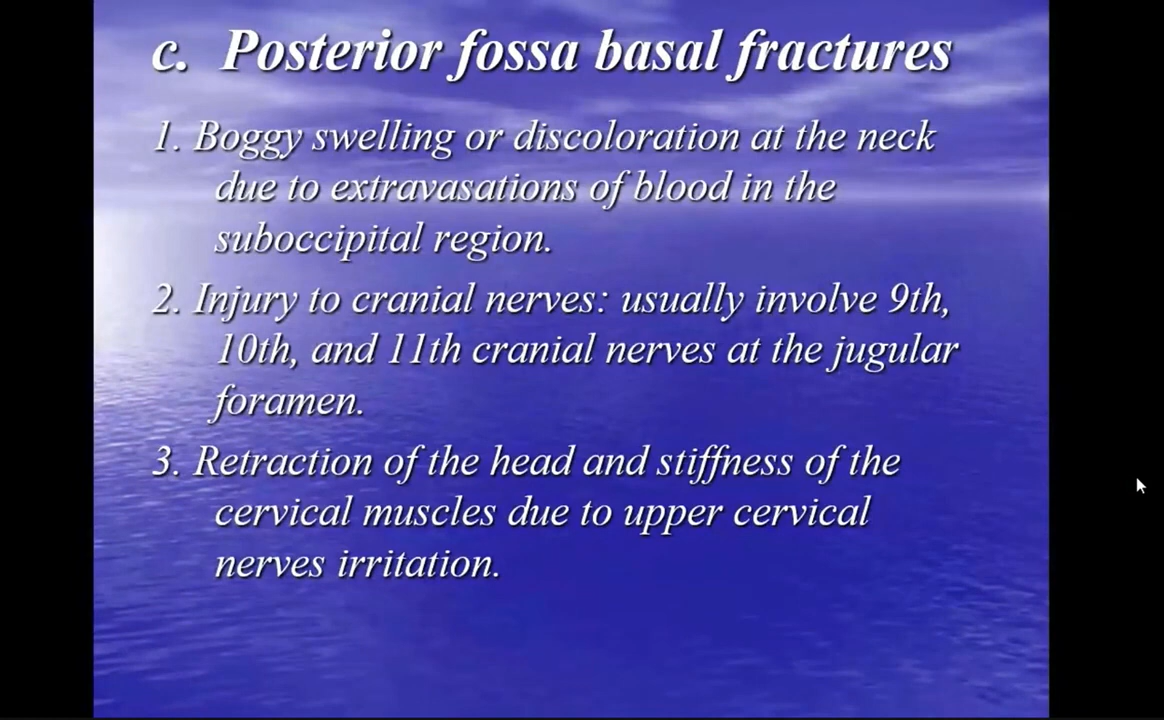 c. Posterior fossa basal fractures
1. Boggy swelling or discoloration at the neck
due to extravasations of blood in the
suboccipital region.
2. Injury to cranial nerves: usually involve 9th,
10th, and 11th cranial nerves at the jugular
foramen.
3. Retraction of the head and stiffness of the
cervical muscles due to upper cervical
nerves irritation.